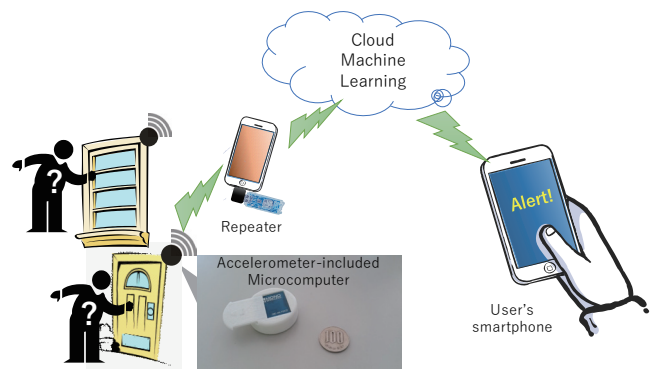 Cloud
Machine
Learning
?
Repeater
Alert!
?
Accelerometer-included
Microcomputer
User's
smartphone